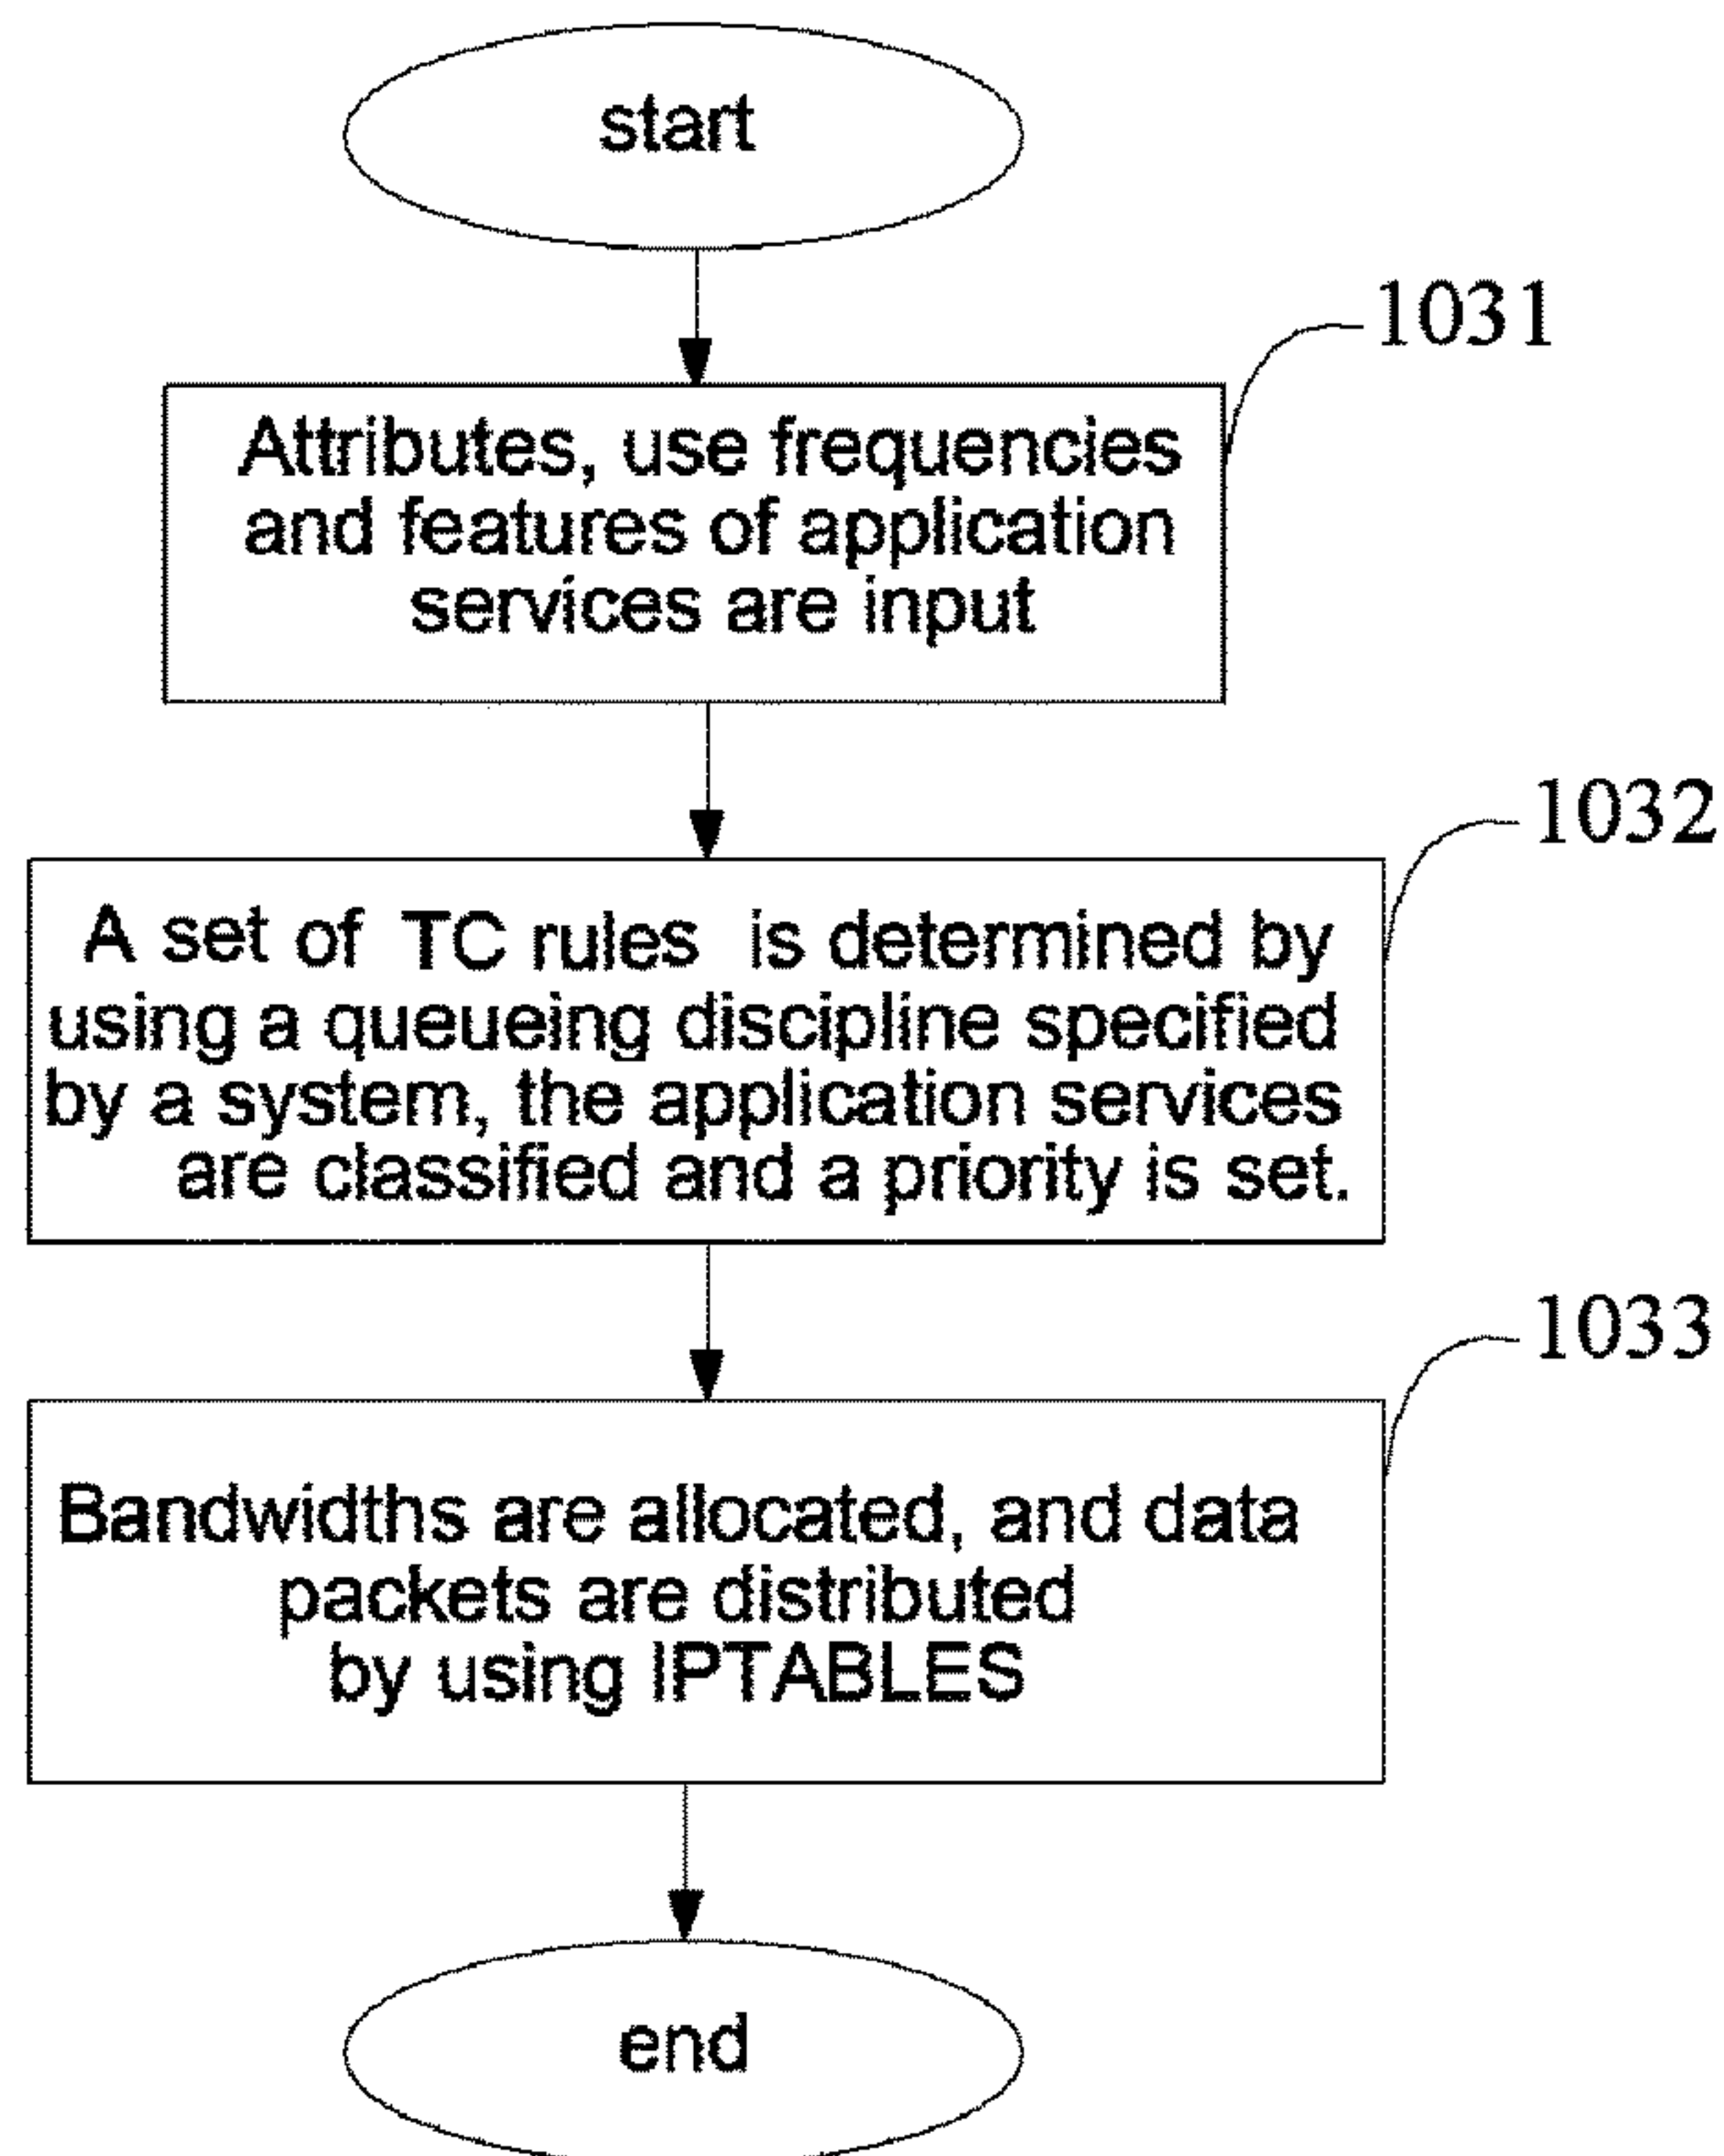 start
1031
Attributes, use frequencies
and features of application
services are input
1032
A set of TC rules is determined by
using a queueing discipline specified
by a system, the application services
are classified and a priority is set.
1033
Bandwidths are allocated, and data
packets are distributed
by using IPTABLES
end